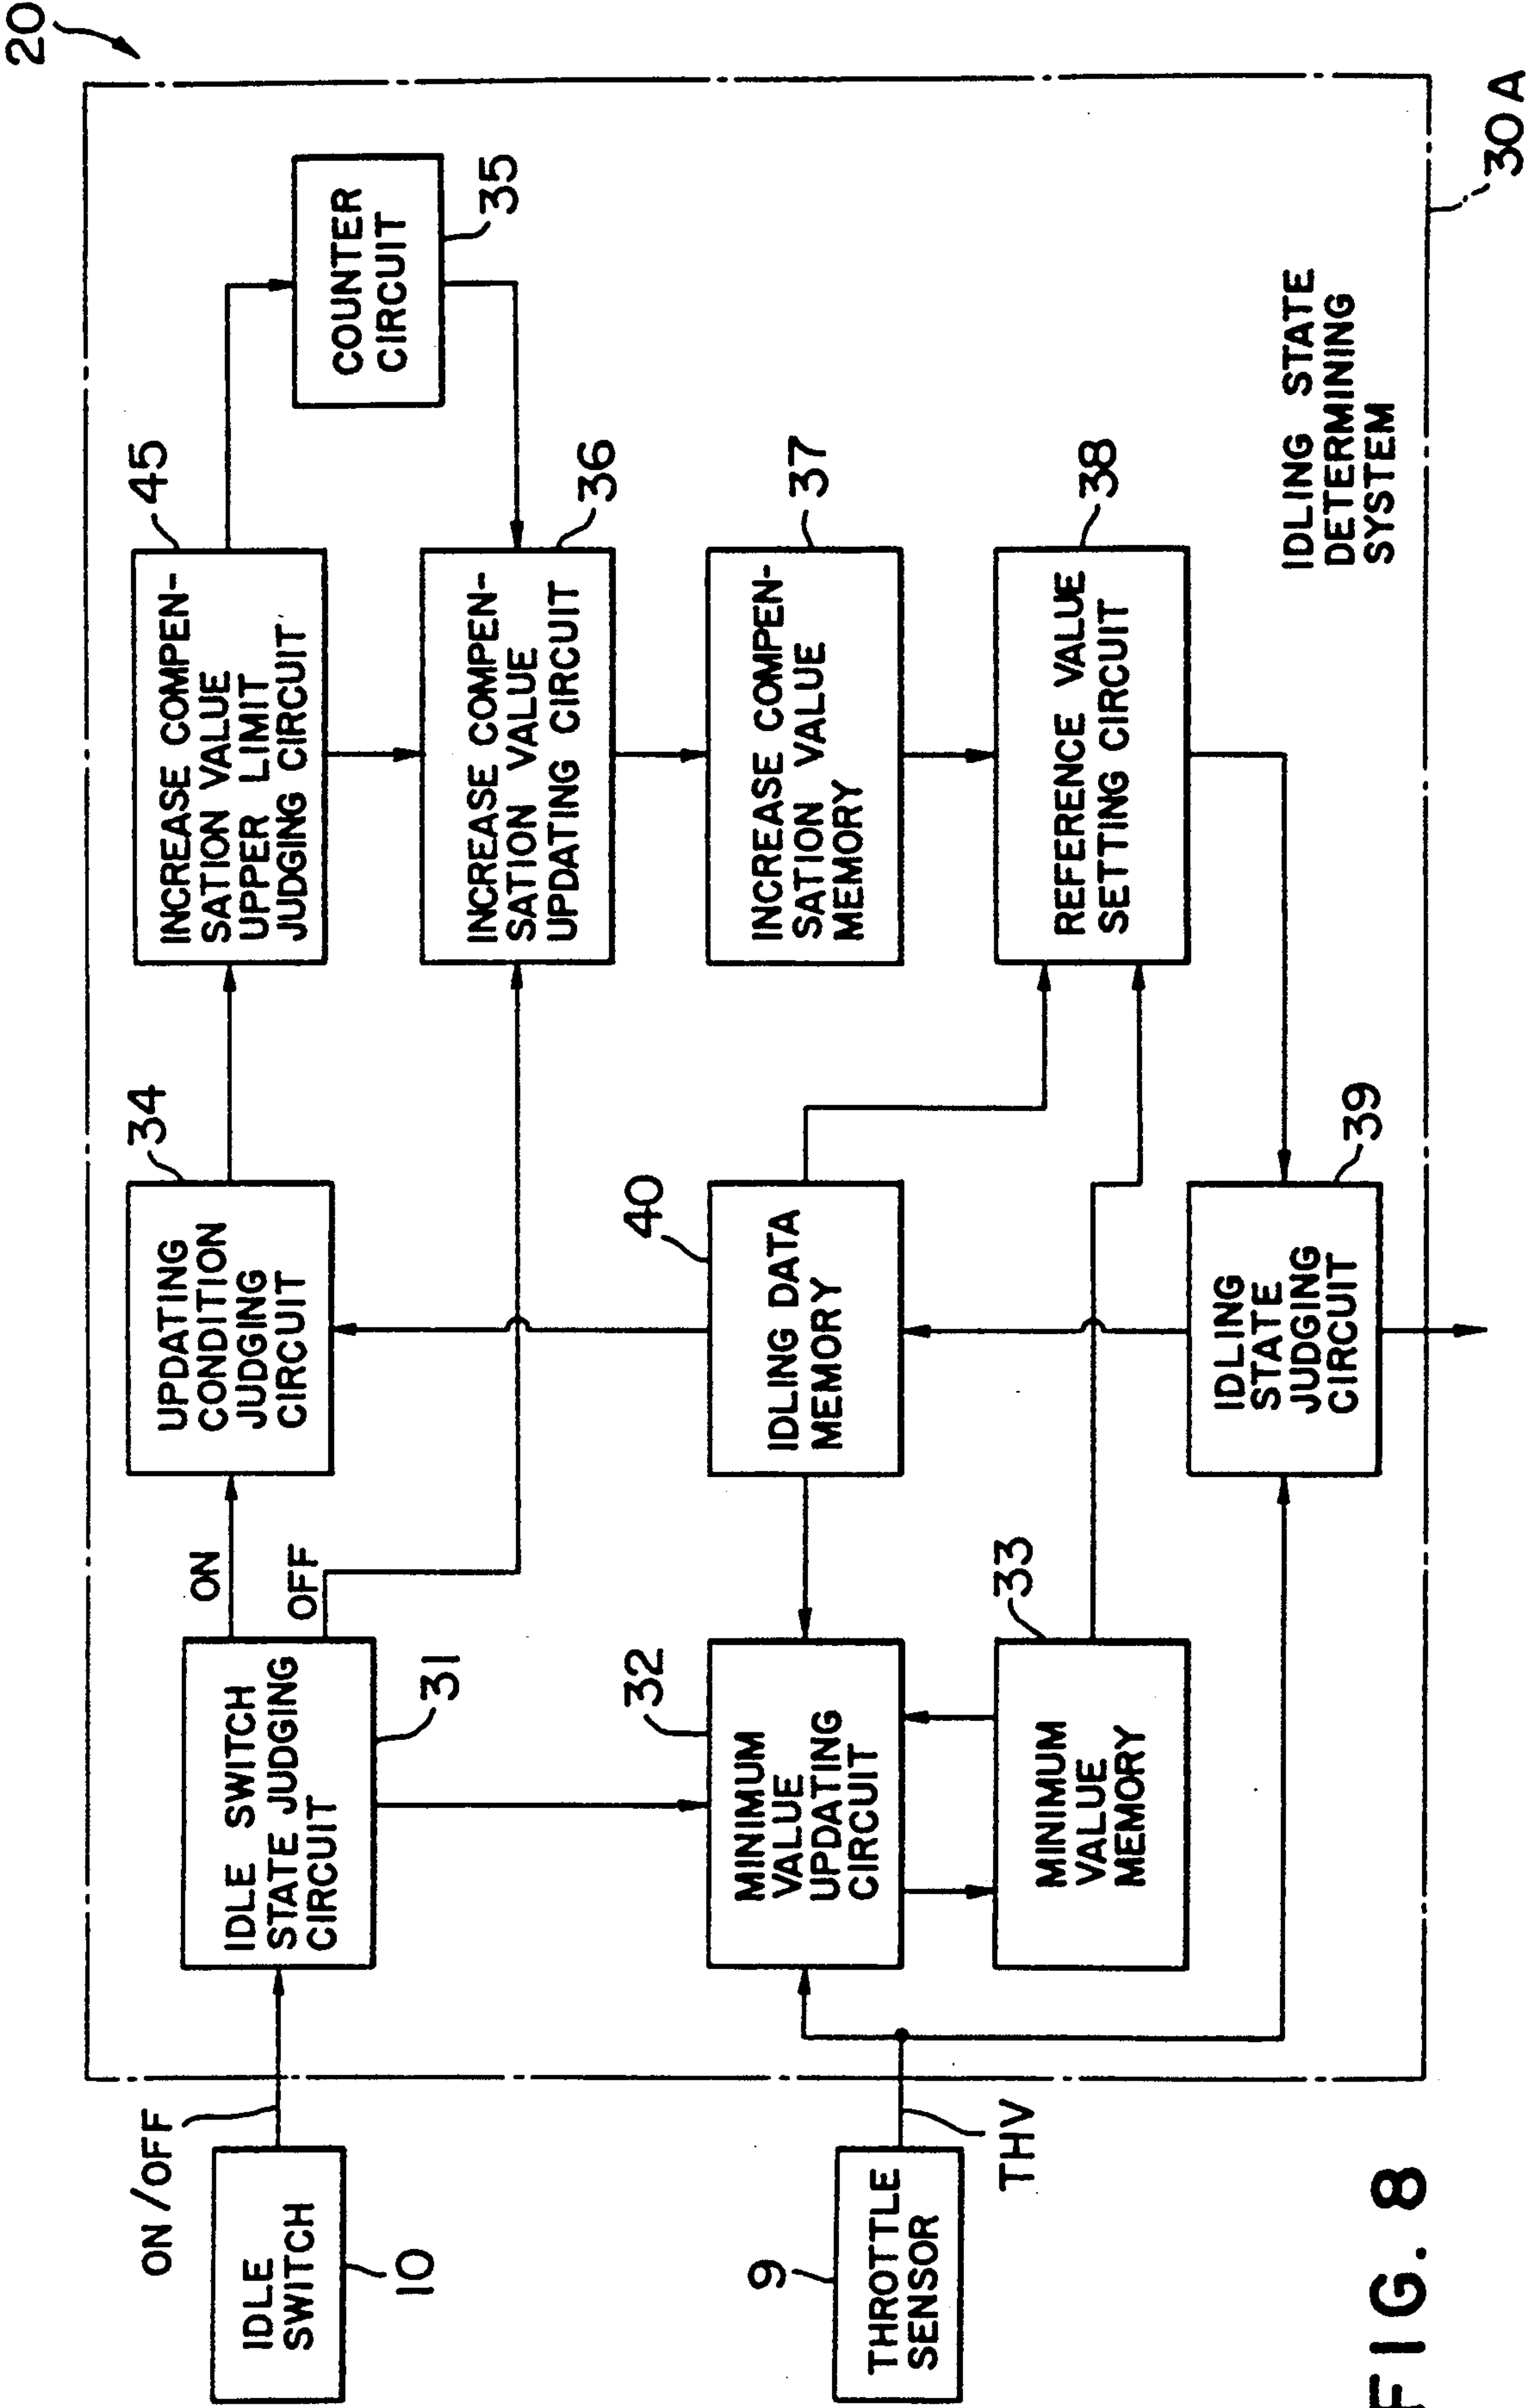 20
ON/OFF
IDLE
SWITCH
10
IDLE SWITCH
STATE JUDGING
CIRCUIT
31
ON
OFF
UPDATING
CONDITION
JUDGING
CIRCUIT
34
INCREASE COMPEN-
SATION VALUE
UPPER LIMIT
JUDGING CIRCUIT
45
COUNTER
CIRCUIT
35
INCREASE COMPEN-
SATION VALUE
UPDATING CIRCUIT
36
THROTTLE
SENSOR
9
THV
MINIMUM
VALUE
UPDATING
CIRCUIT
32
IDLING DATA
MEMORY
40
INCREASE COMPEN-
SATION VALUE
MEMORY
37
MINIMUM
VALUE
MEMORY
33
REFERENCE VALUE
SETTING CIRCUIT
38
IDLING
STATE
JUDGING
CIRCUIT
39
IDLING STATE
DETERMINING
SYSTEM
30A
FIG. 8